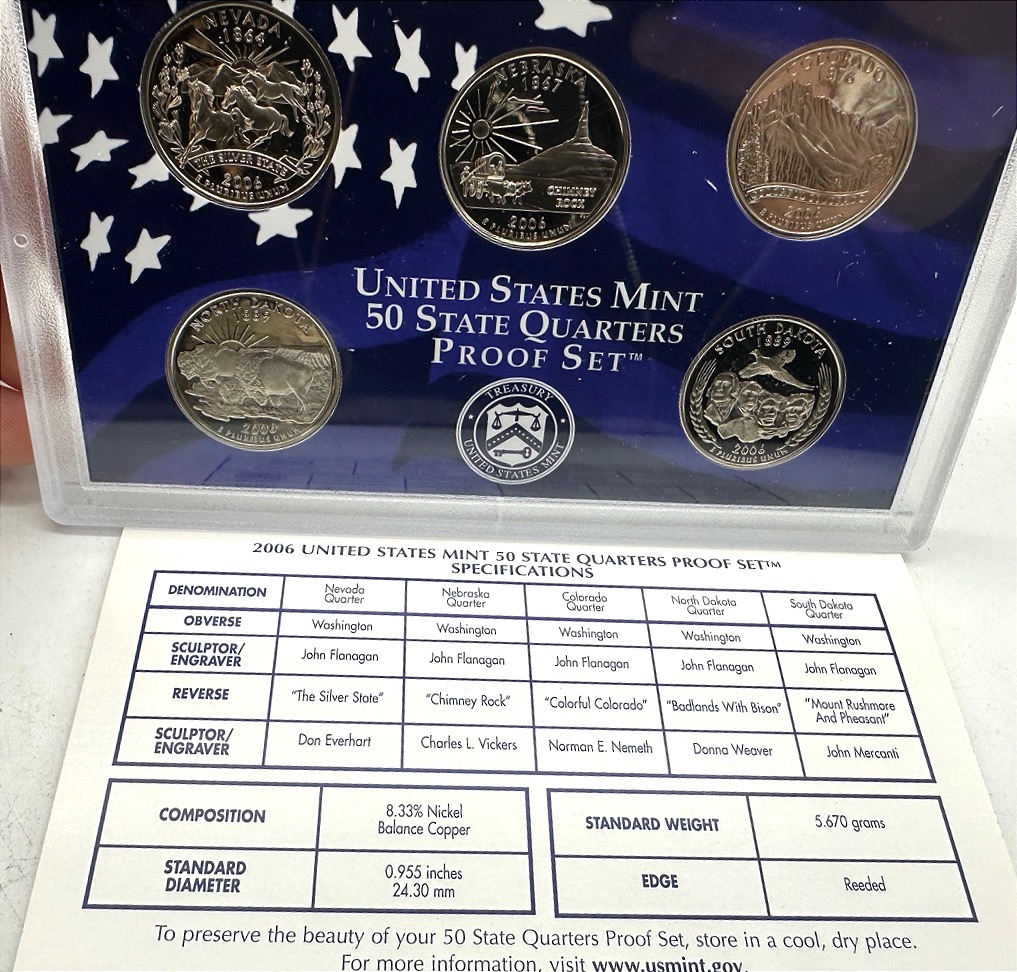 NEVADA
1864
THE SILVER STATE
2006
E PLURIBUS UNUM
NEBRASKA
1867
CHIMNEY
ROCK
2006
E PLURIBUS UNUM
COLORADO
1876
E PLURIBUS UNUM
UNITED STATES MINT
50 STATE QUARTERS
PROOF SET™
NORTH DAKOTA
1889
2006
E PLURIBUS UNUM
TREASURY
UNITED STATES MINT
SOUTH DAKOTA
1889
2006
E PLURIBUS UNUM
2006 UNITED STATES MINT 50 STATE QUARTERS PROOF SET™
SPECIFICATIONS
DENOMINATION Nevada Quarter Nebraska Quarter Colorado Quarter North Dakota Quarter South Dakota Quarter
OBVERSE Washington Washington Washington Washington Washington
SCULPTOR/ENGRAVER John Flanagan John Flanagan John Flanagan John Flanagan John Flanagan
REVERSE "The Silver State" "Chimney Rock" "Colorful Colorado" "Badlands With Bison" "Mount Rushmore And Pheasant"
SCULPTOR/ENGRAVER Don Everhart Charles L. Vickers Norman E. Nemeth Donna Weaver John Mercanti
COMPOSITION 8.33% Nickel Balance Copper
STANDARD DIAMETER 0.955 inches 24.30 mm
STANDARD WEIGHT 5.670 grams
EDGE Reeded
To preserve the beauty of your 50 State Quarters Proof Set, store in a cool, dry place.
For more information, visit www.usmint.gov.